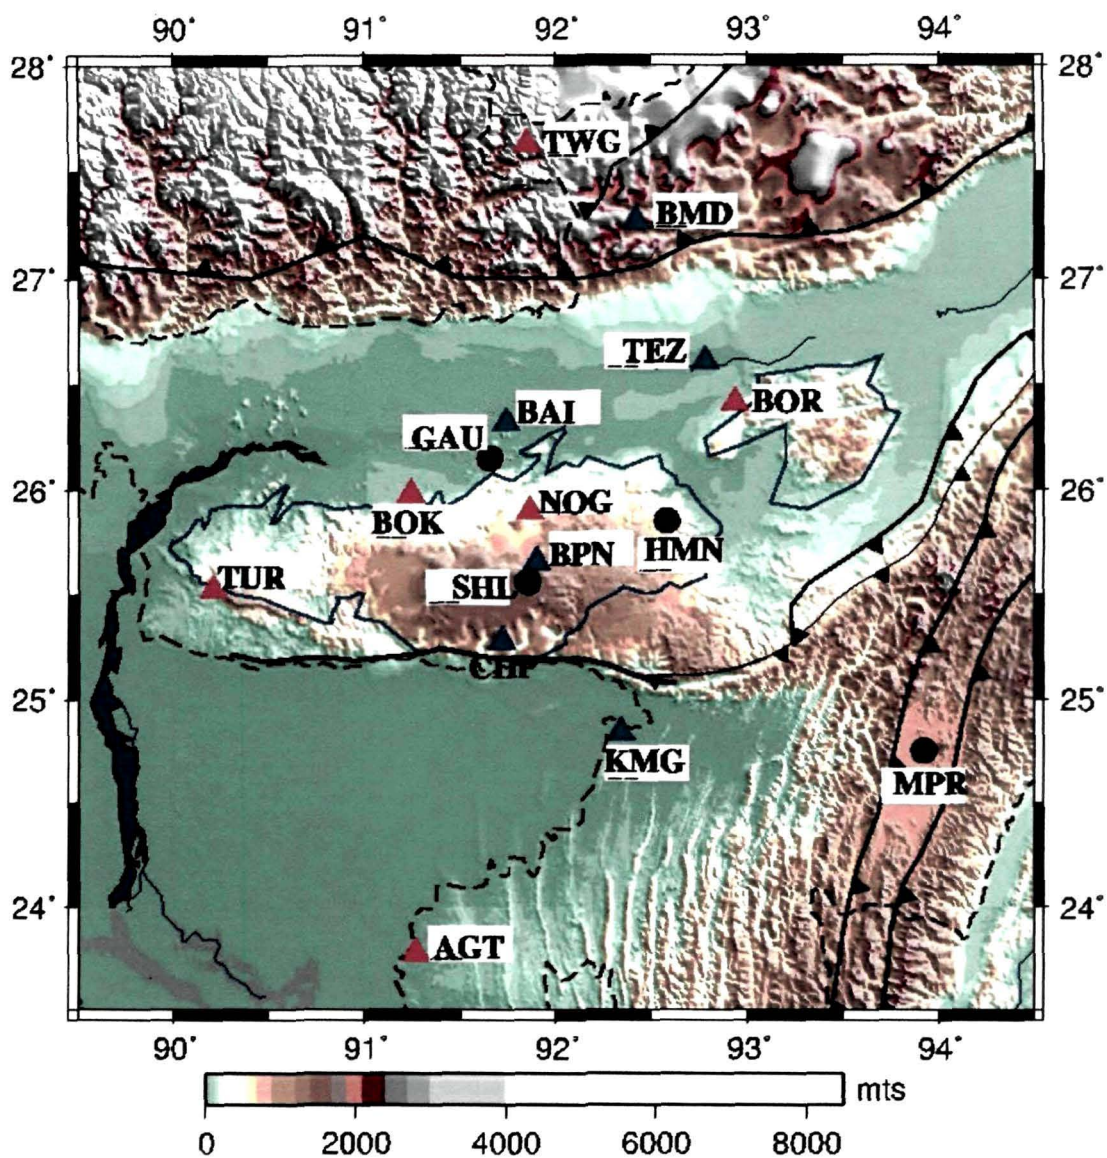 90° 91° 92° 93° 94°
28° 28°
TWG
BMD
27° 27°
TEZ
BOR
BAI
GAU
26° 26°
NOG
BOK
HMN
BPN
TUR
SHL
CHP
25° 25°
KMG
MPR
24° 24°
AGT
90° 91° 92° 93° 94°
mts
0 2000 4000 6000 8000